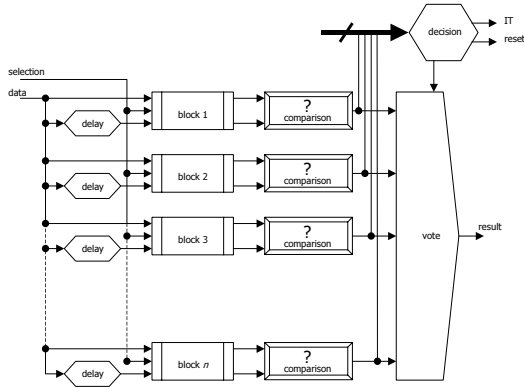 IT
decision
reset
selection
data
block 1
?
comparison
delay
block 2
?
comparison
delay
block 3
?
comparison
delay
vote
result
block n
?
comparison
delay